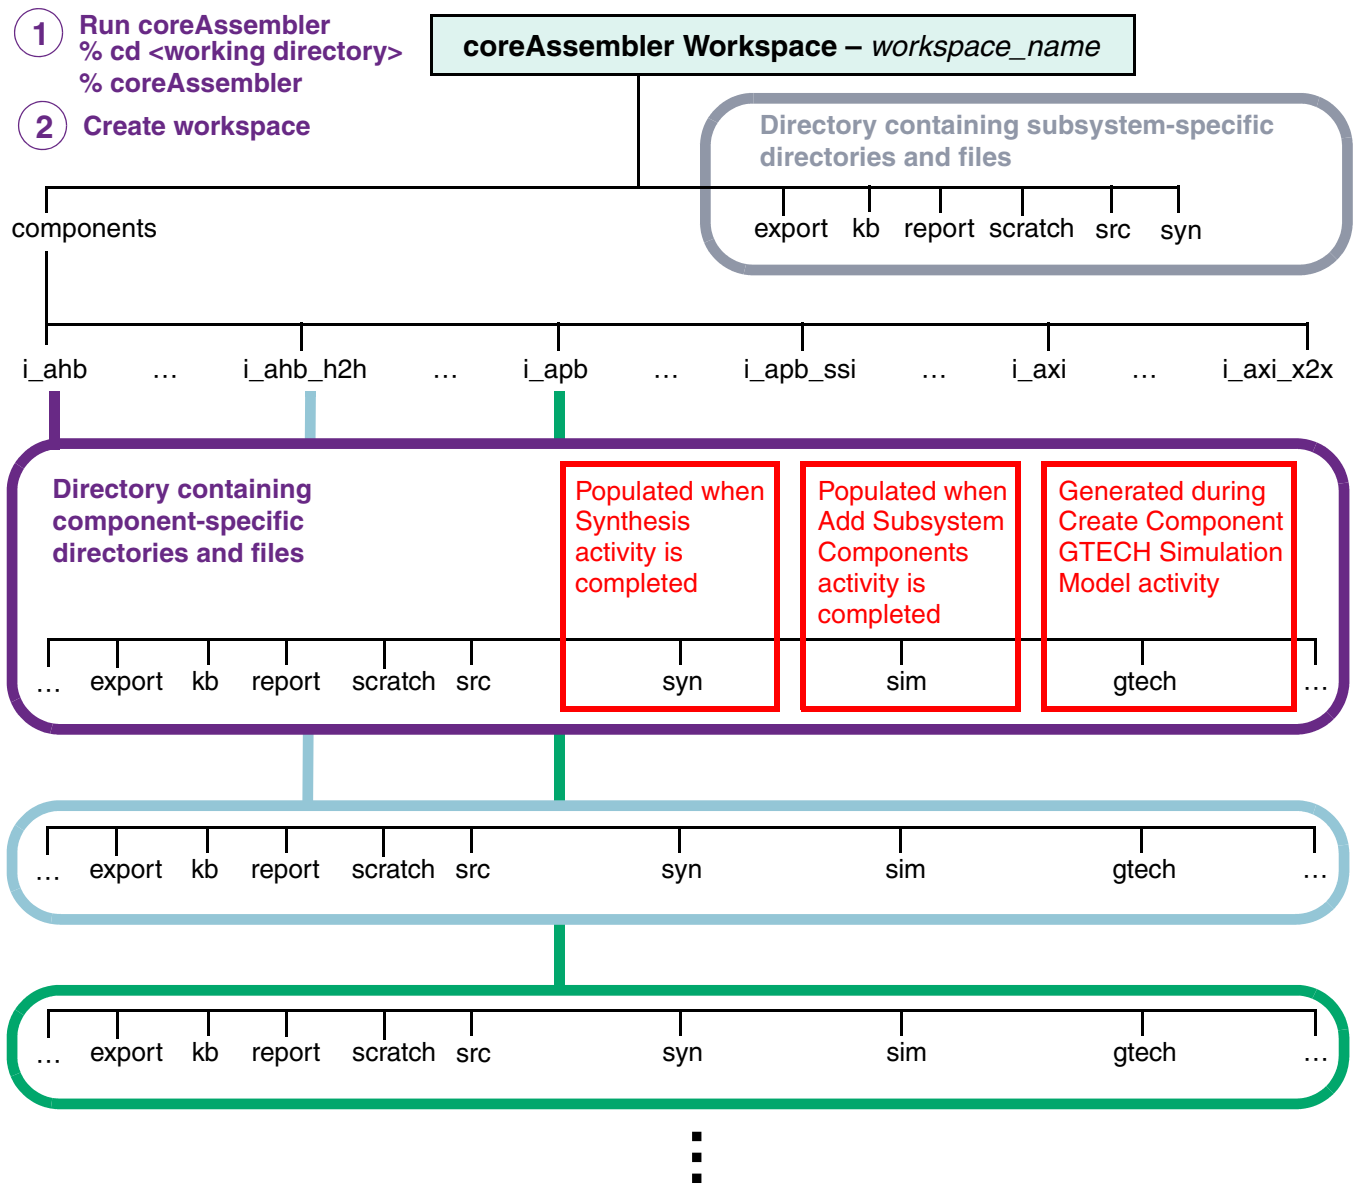 1 Run coreAssembler
% cd <working directory>
% coreAssembler
2 Create workspace
coreAssembler Workspace – workspace_name
Directory containing subsystem-specific
directories and files
components
export kb report scratch src syn
i_ahb ... i_ahb_h2h ... i_apb ... i_apb_ssi ... i_axi ... i_axi_x2x
Directory containing
component-specific
directories and files
Populated when
Synthesis
activity is
completed
Populated when
Add Subsystem
Components
activity is
completed
Generated during
Create Component
GTECH Simulation
Model activity
... export kb report scratch src syn sim gtech ...
... export kb report scratch src syn sim gtech ...
... export kb report scratch src syn sim gtech ...